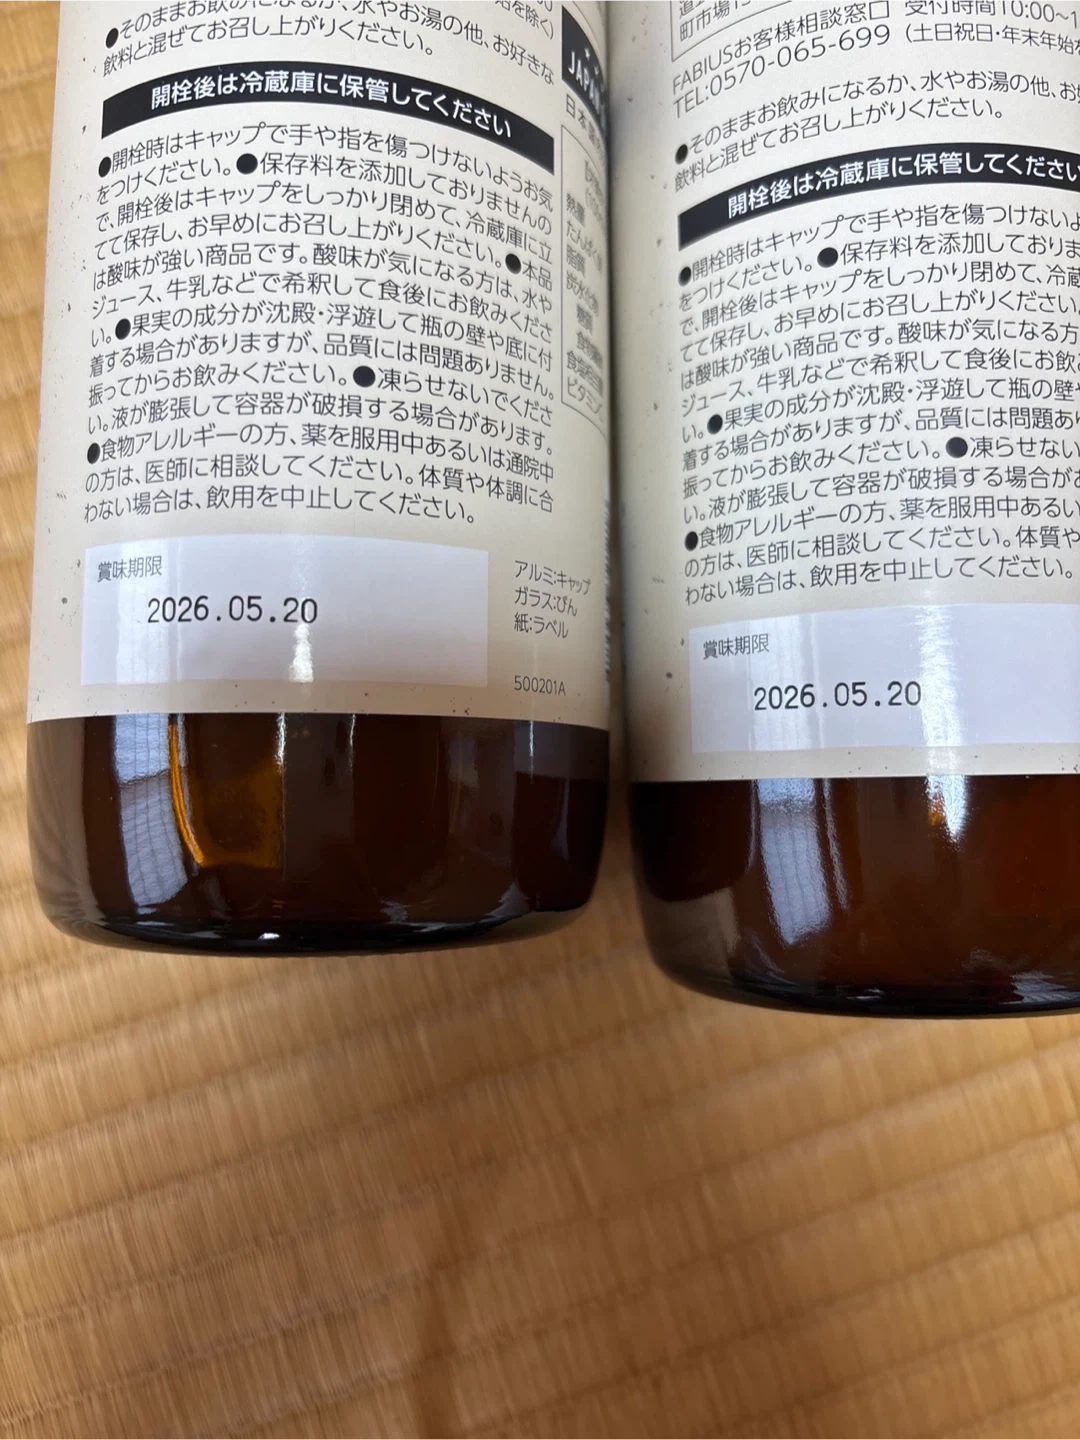 ●そのままお飲みになるか、水やお湯の他、お好きな
飲料と混ぜてお召し上がりください。
開栓後は冷蔵庫に保管してください
●開栓時はキャップで手や指を傷つけないようお気
をつけください。●保存料を添加しておりませんの
で、開栓後はキャップをしっかり閉めて、冷蔵庫に立
てて保存し、お早めにお召し上がりください。●本品
は酸味が強い商品です。酸味が気になる方は、水や
ジュース、牛乳などで希釈して食後にお飲みくださ
い。●果実の成分が沈殿・浮遊して瓶の壁や底に付
着する場合がありますが、品質には問題ありません。
振ってからお飲みください。●凍らせないでくださ
い。液が膨張して容器が破損する場合があります。
●食物アレルギーの方、薬を服用中あるいは通院中
の方は、医師に相談してください。体質や体調に合
わない場合は、飲用を中止してください。
賞味期限
2026.05.20
アルミ:キャップ
ガラス:びん
紙:ラベル
500201A
を除く)
JAPAN
日本
熱量
たんぱく
脂質
炭水化物
糖質
ビタミン
町市場1
FABIUSお客様相談窓口 受付時間10:00~1
TEL:0570-065-699 (土日祝日・年末年始
●そのままお飲みになるか、水やお湯の他、お
飲料と混ぜてお召し上がりください。
開栓後は冷蔵庫に保管してください
●開栓時はキャップで手や指を傷つけない
をつけください。●保存料を添加しておりま
で、開栓後はキャップをしっかり閉めて、冷
てて保存し、お早めにお召し上がりください
は酸味が強い商品です。酸味が気になる方
ジュース、牛乳などで希釈して食後にお飲
い。●果実の成分が沈殿・浮遊して瓶の壁
着する場合がありますが、品質には問題あ
振ってからお飲みください。●凍らせない
い。液が膨張して容器が破損する場合が
●食物アレルギーの方、薬を服用中あるい
の方は、医師に相談してください。体質や
わない場合は、飲用を中止してください。
賞味期限
2026.05.20